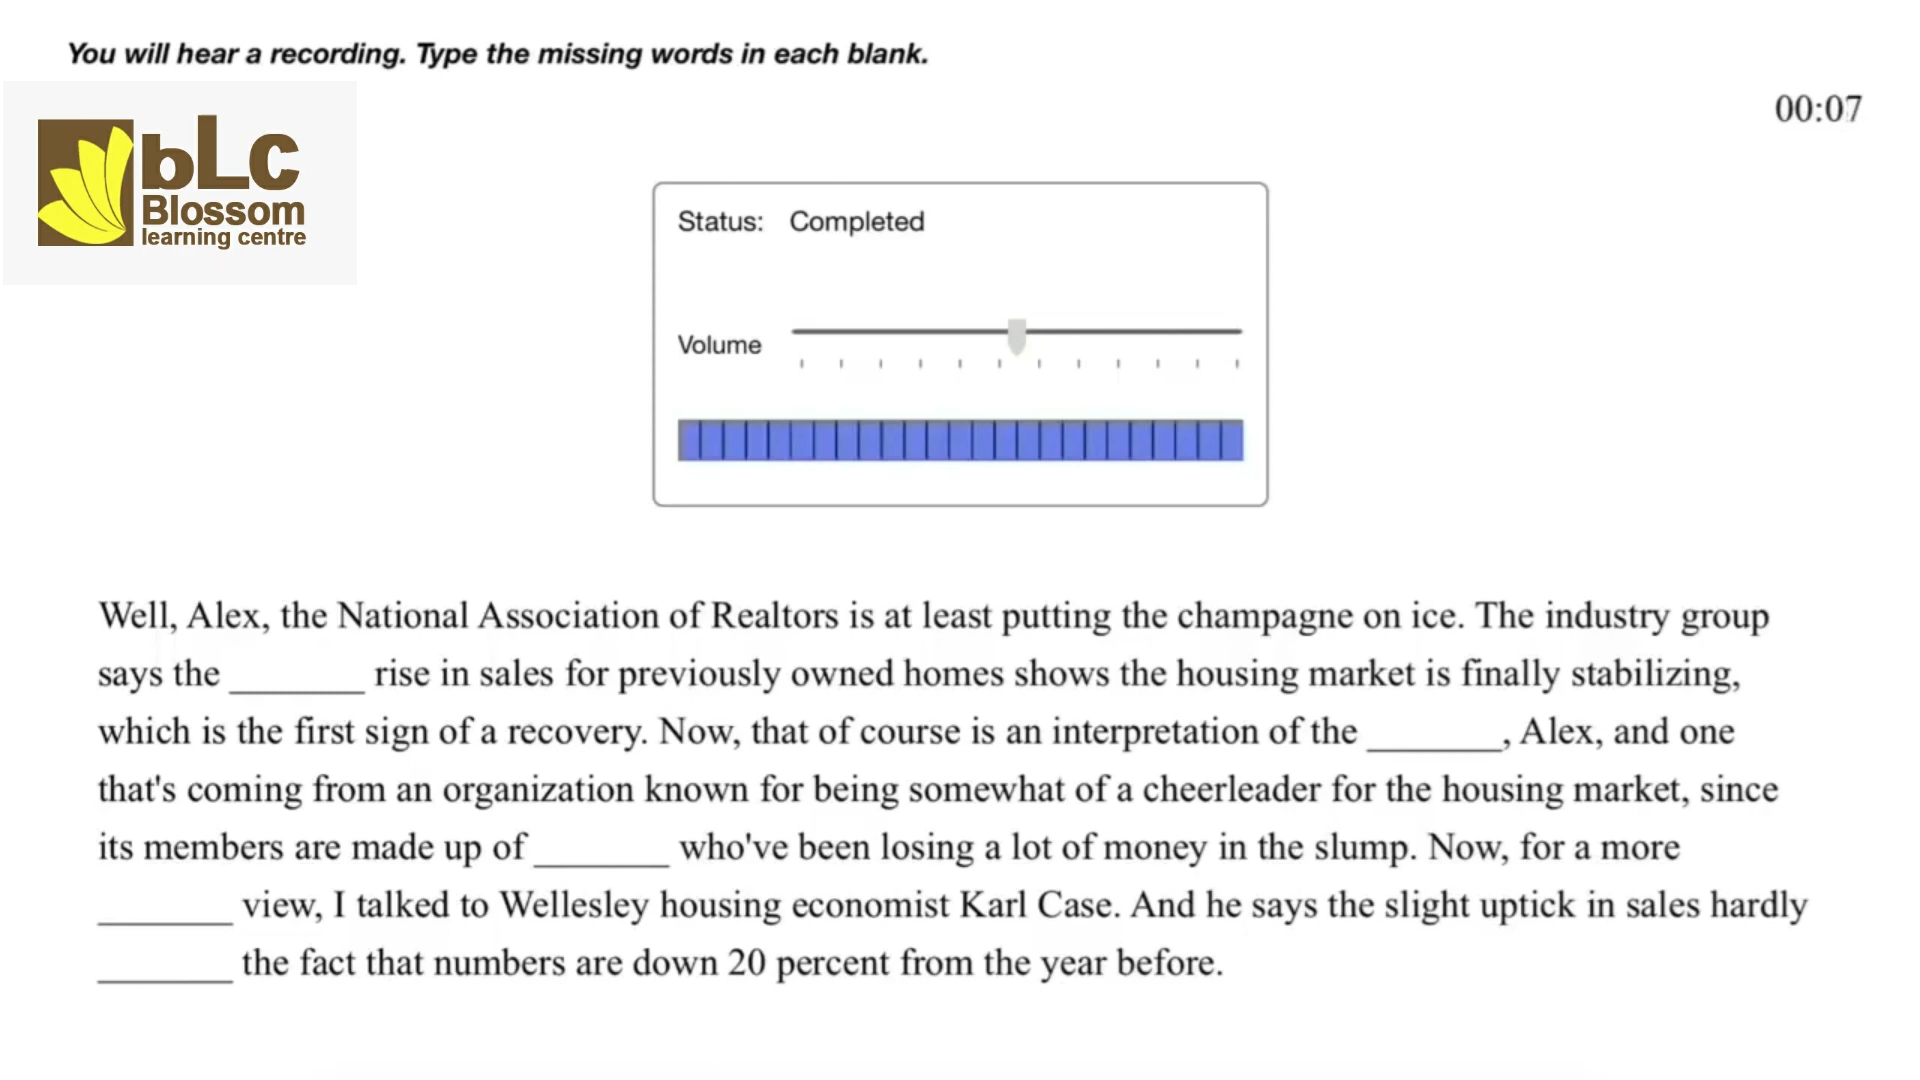 You will hear a recording. Type the missing words in each blank.
00:07
bLC
Blossom
learning centre
Status: Completed
Volume
Well, Alex, the National Association of Realtors is at least putting the champagne on ice. The industry group
says the ________ rise in sales for previously owned homes shows the housing market is finally stabilizing,
which is the first sign of a recovery. Now, that of course is an interpretation of the ________, Alex, and one
that's coming from an organization known for being somewhat of a cheerleader for the housing market, since
its members are made up of ________ who've been losing a lot of money in the slump. Now, for a more
________ view, I talked to Wellesley housing economist Karl Case. And he says the slight uptick in sales hardly
________ the fact that numbers are down 20 percent from the year before.